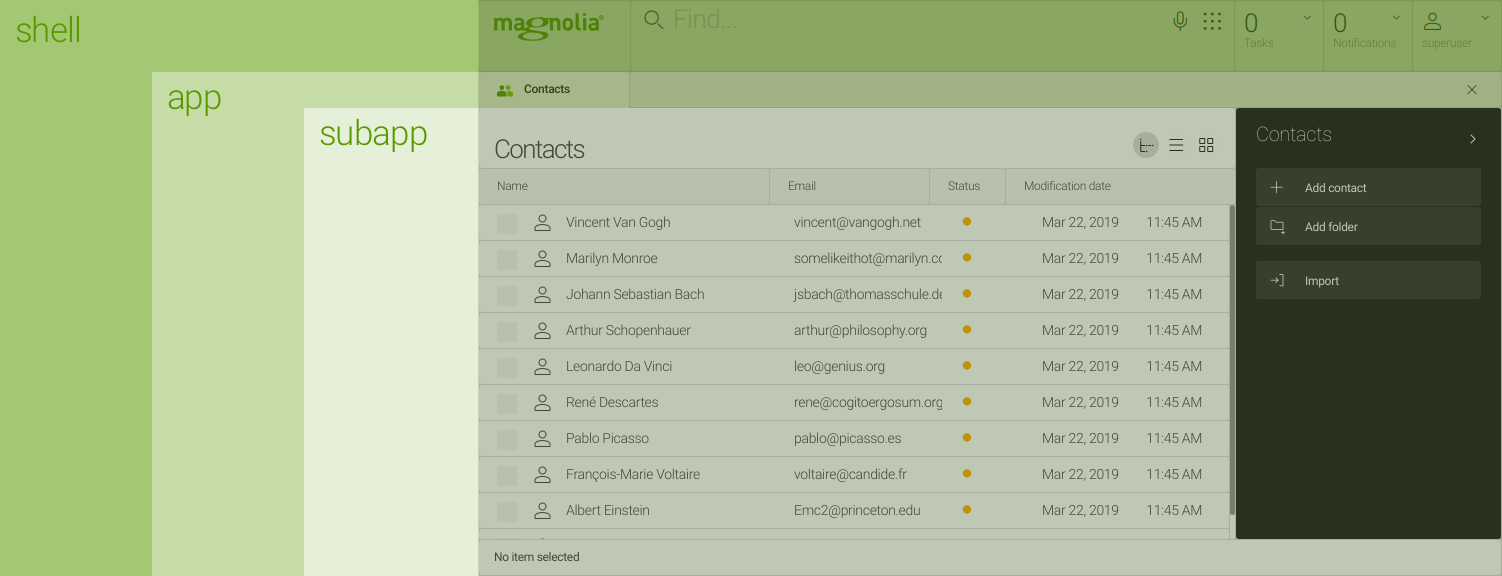 shell
magnolia®
Find...
0
Tasks
0
Notifications
superuser
app
Contacts
subapp
Contacts
Contacts
Name Email Status Modification date
Add contact
Vincent Van Gogh vincent@vangogh.net Mar 22, 2019 11:45 AM
Add folder
Marilyn Monroe somelikeithot@marilyn.co Mar 22, 2019 11:45 AM
Import
Johann Sebastian Bach jsbach@thomasschule.de Mar 22, 2019 11:45 AM
Arthur Schopenhauer arthur@philosophy.org Mar 22, 2019 11:45 AM
Leonardo Da Vinci leo@genius.org Mar 22, 2019 11:45 AM
René Descartes rene@cogitoergosum.org Mar 22, 2019 11:45 AM
Pablo Picasso pablo@picasso.es Mar 22, 2019 11:45 AM
François-Marie Voltaire voltaire@candide.fr Mar 22, 2019 11:45 AM
Albert Einstein Emc2@princeton.edu Mar 22, 2019 11:45 AM
No item selected